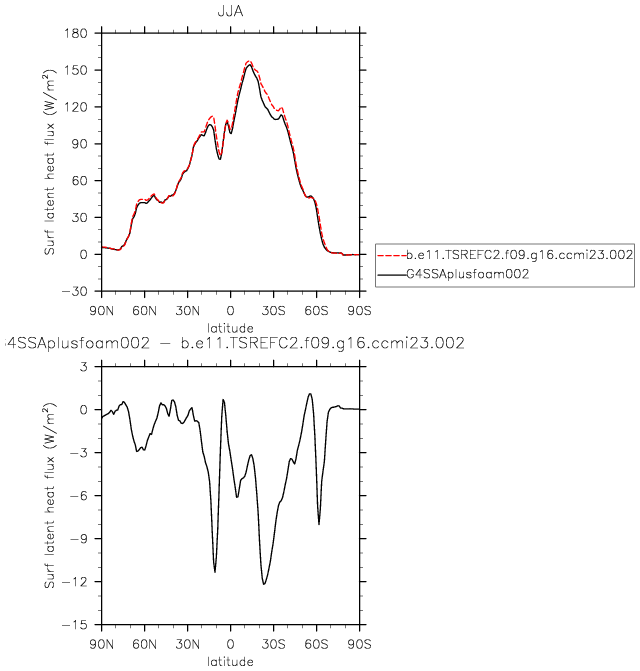 JJA
Surf latent heat flux (W/m²)
180
150
120
90
60
30
0
−30
90N 60N 30N 0 30S 60S 90S
latitude
b.e11.TSREFC2.f09.g16.ccmi23.002
G4SSAplusfoam002
4SSAplusfoam002 − b.e11.TSREFC2.f09.g16.ccmi23.002
Surf latent heat flux (W/m²)
3
0
−3
−6
−9
−12
−15
90N 60N 30N 0 30S 60S 90S
latitude